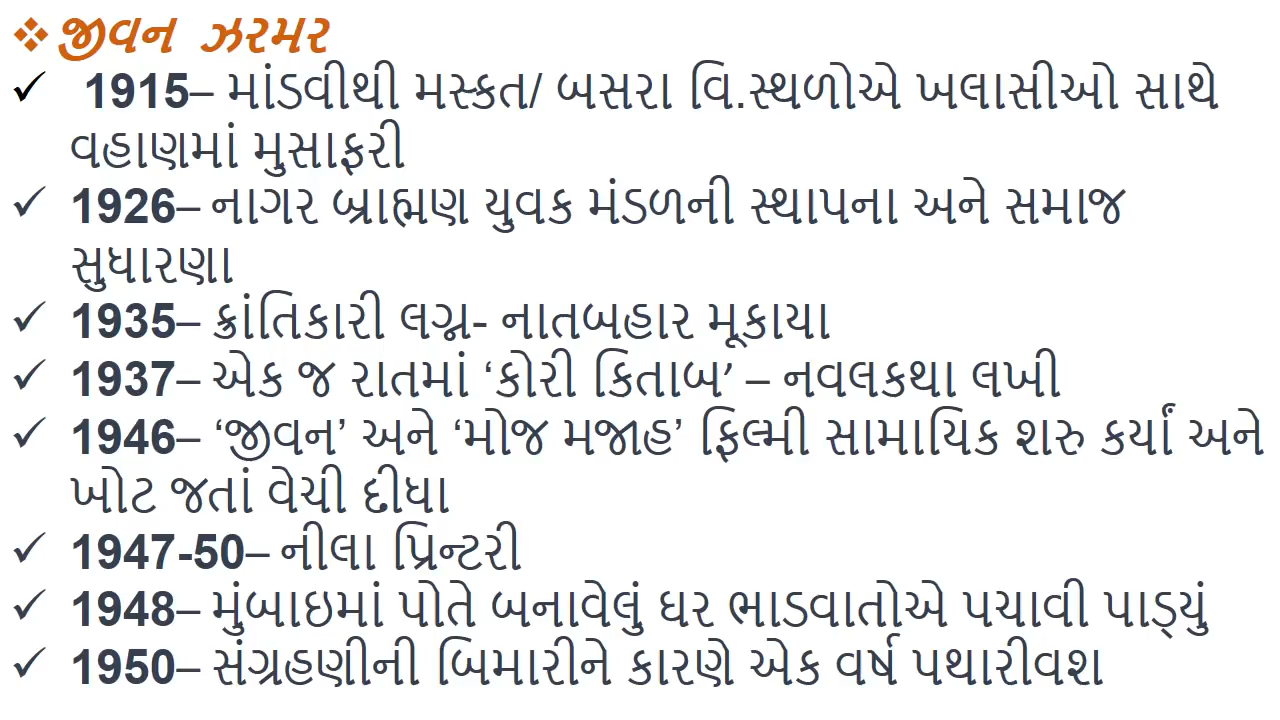 ❖જીવન ઝરમર
✓ 1915– માંડવીથી મસ્કત/ બસરા વિ.સ્થળોએ ખલાસીઓ સાથે
વહાણમાં મુસાફરી
✓ 1926– નાગર બ્રાહ્મણ યુવક મંડળની સ્થાપના અને સમાજ
સુધારણા
✓ 1935– ક્રાંતિકારી લગ્ન- નાતબહાર મૂકાયા
✓ 1937– એક જ રાતમાં ‘કોરી કિતાબ’ – નવલકથા લખી
✓ 1946– ‘જીવન’ અને ‘મોજ મજાહ’ ફિલ્મી સામાયિક શરુ કર્યાં અને
ખોટ જતાં વેચી દીધા
✓ 1947-50– નીલા પ્રિન્ટરી
✓ 1948– મુંબાઇમાં પોતે બનાવેલું ઘર ભાડવાતોએ પચાવી પાડ્યું
✓ 1950– સંગ્રહણીની બિમારીને કારણે એક વર્ષ પથારીવશ